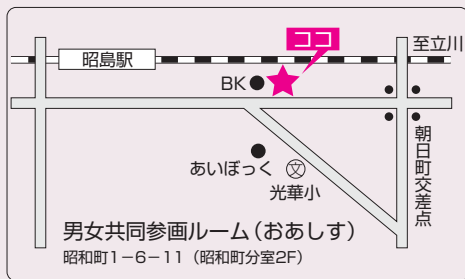 ココ
至立川
昭島駅
BK
朝日町交差点
あいぼっく
文
光華小
男女共同参画ルーム（おあしす）
昭和町1−6−11（昭和町分室2F）